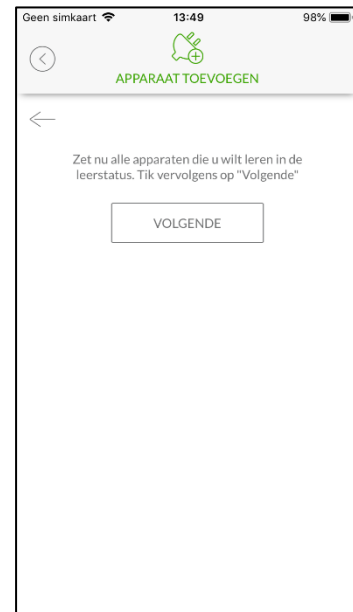 Geen simkaart 13:49 98%
APPARAAT TOEVOEGEN
Zet nu alle apparaten die u wilt leren in de
leerstatus. Tik vervolgens op "Volgende"
VOLGENDE